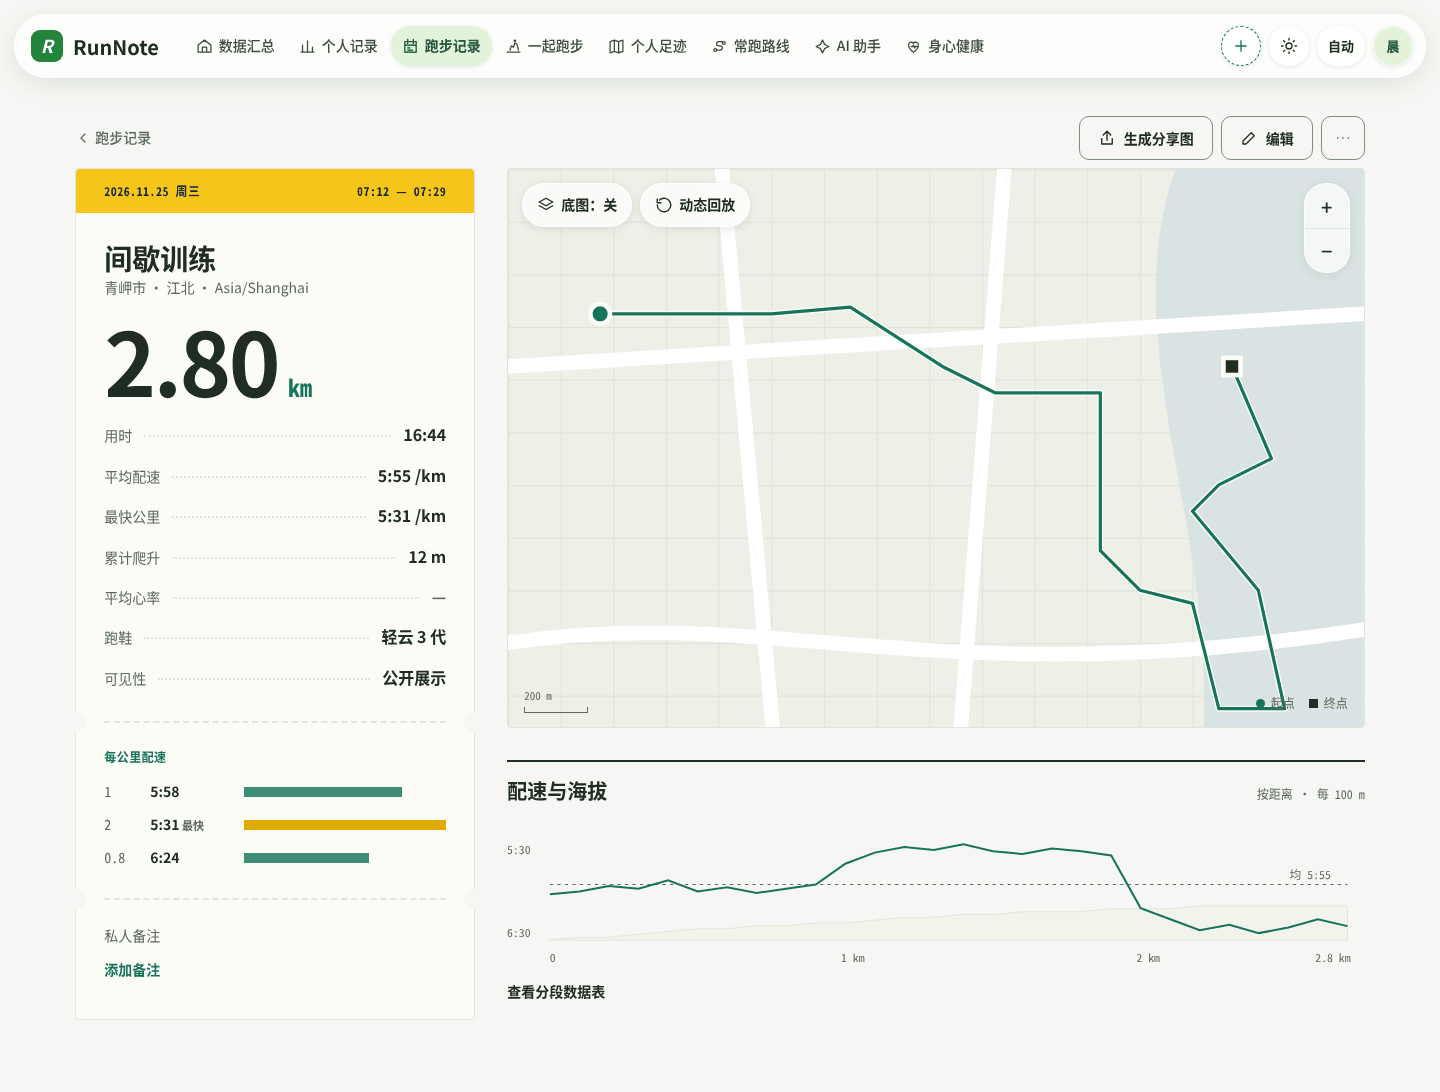 R RunNote 数据汇总 个人记录 跑步记录 一起跑步 个人足迹 常跑路线 AI 助手 身心健康 + 自动 晨
跑步记录
生成分享图 编辑 ···
2026.11.25 周三 07:12 — 07:29
间歇训练
青岬市 · 江北 · Asia/Shanghai
2.80 km
用时 16:44
平均配速 5:55 /km
最快公里 5:31 /km
累计爬升 12 m
平均心率 —
跑鞋 轻云 3 代
可见性 公开展示
每公里配速
1 5:58
2 5:31 最快
0.8 6:24
私人备注
添加备注
底图：关 动态回放
+
−
200 m
起点 终点
配速与海拔 按距离 · 每 100 m
5:30
均 5:55
6:30
0 1 km 2 km 2.8 km
查看分段数据表